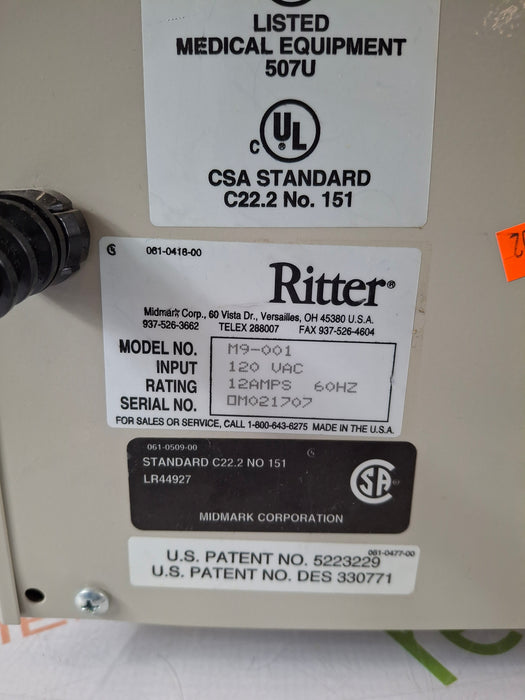 LISTED
MEDICAL EQUIPMENT
507U
C UL ®
CSA STANDARD
C22.2 No. 151
061-0416-00
Ritter®
Midmark Corp., 60 Vista Dr., Versailles, OH 45380 U.S.A.
937-526-3662 TELEX 288007 FAX 937-526-4604
MODEL NO. M9-001
INPUT 120 VAC
RATING 12AMPS 60HZ
SERIAL NO. 0M021707
FOR SALES OR SERVICE, CALL 1-800-643-6275 MADE IN THE U.S.A.
061-0509-00
STANDARD C22.2 NO 151
LR44927
CSA
MIDMARK CORPORATION
061-0477-00
U.S. PATENT NO. 5223229
U.S. PATENT NO. DES 330771